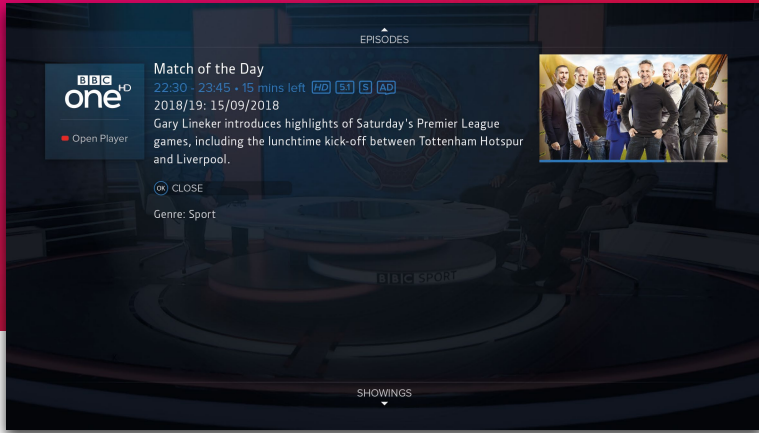 EPISODES
BBC
one HD
Open Player
Match of the Day
22:30 - 23:45 • 15 mins left HD 5.1 S AD
2018/19: 15/09/2018
Gary Lineker introduces highlights of Saturday's Premier League
games, including the lunchtime kick-off between Tottenham Hotspur
and Liverpool.
OK CLOSE
Genre: Sport
BBC SPORT
SHOWINGS